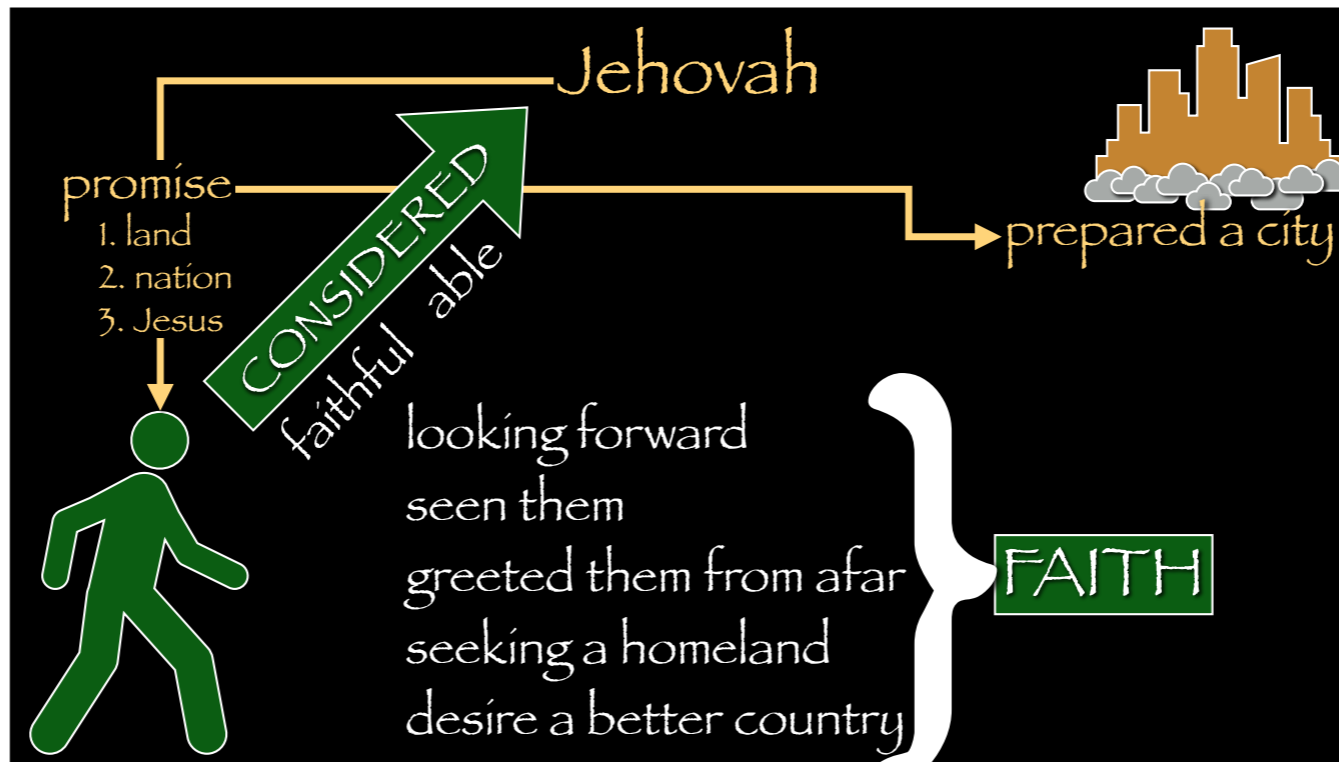 Jehovah
promise
1. land
2. nation
3. Jesus
prepared a city
CONSIDERED
faithful able
looking forward
seen them
greeted them from afar
seeking a homeland
desire a better country
FAITH